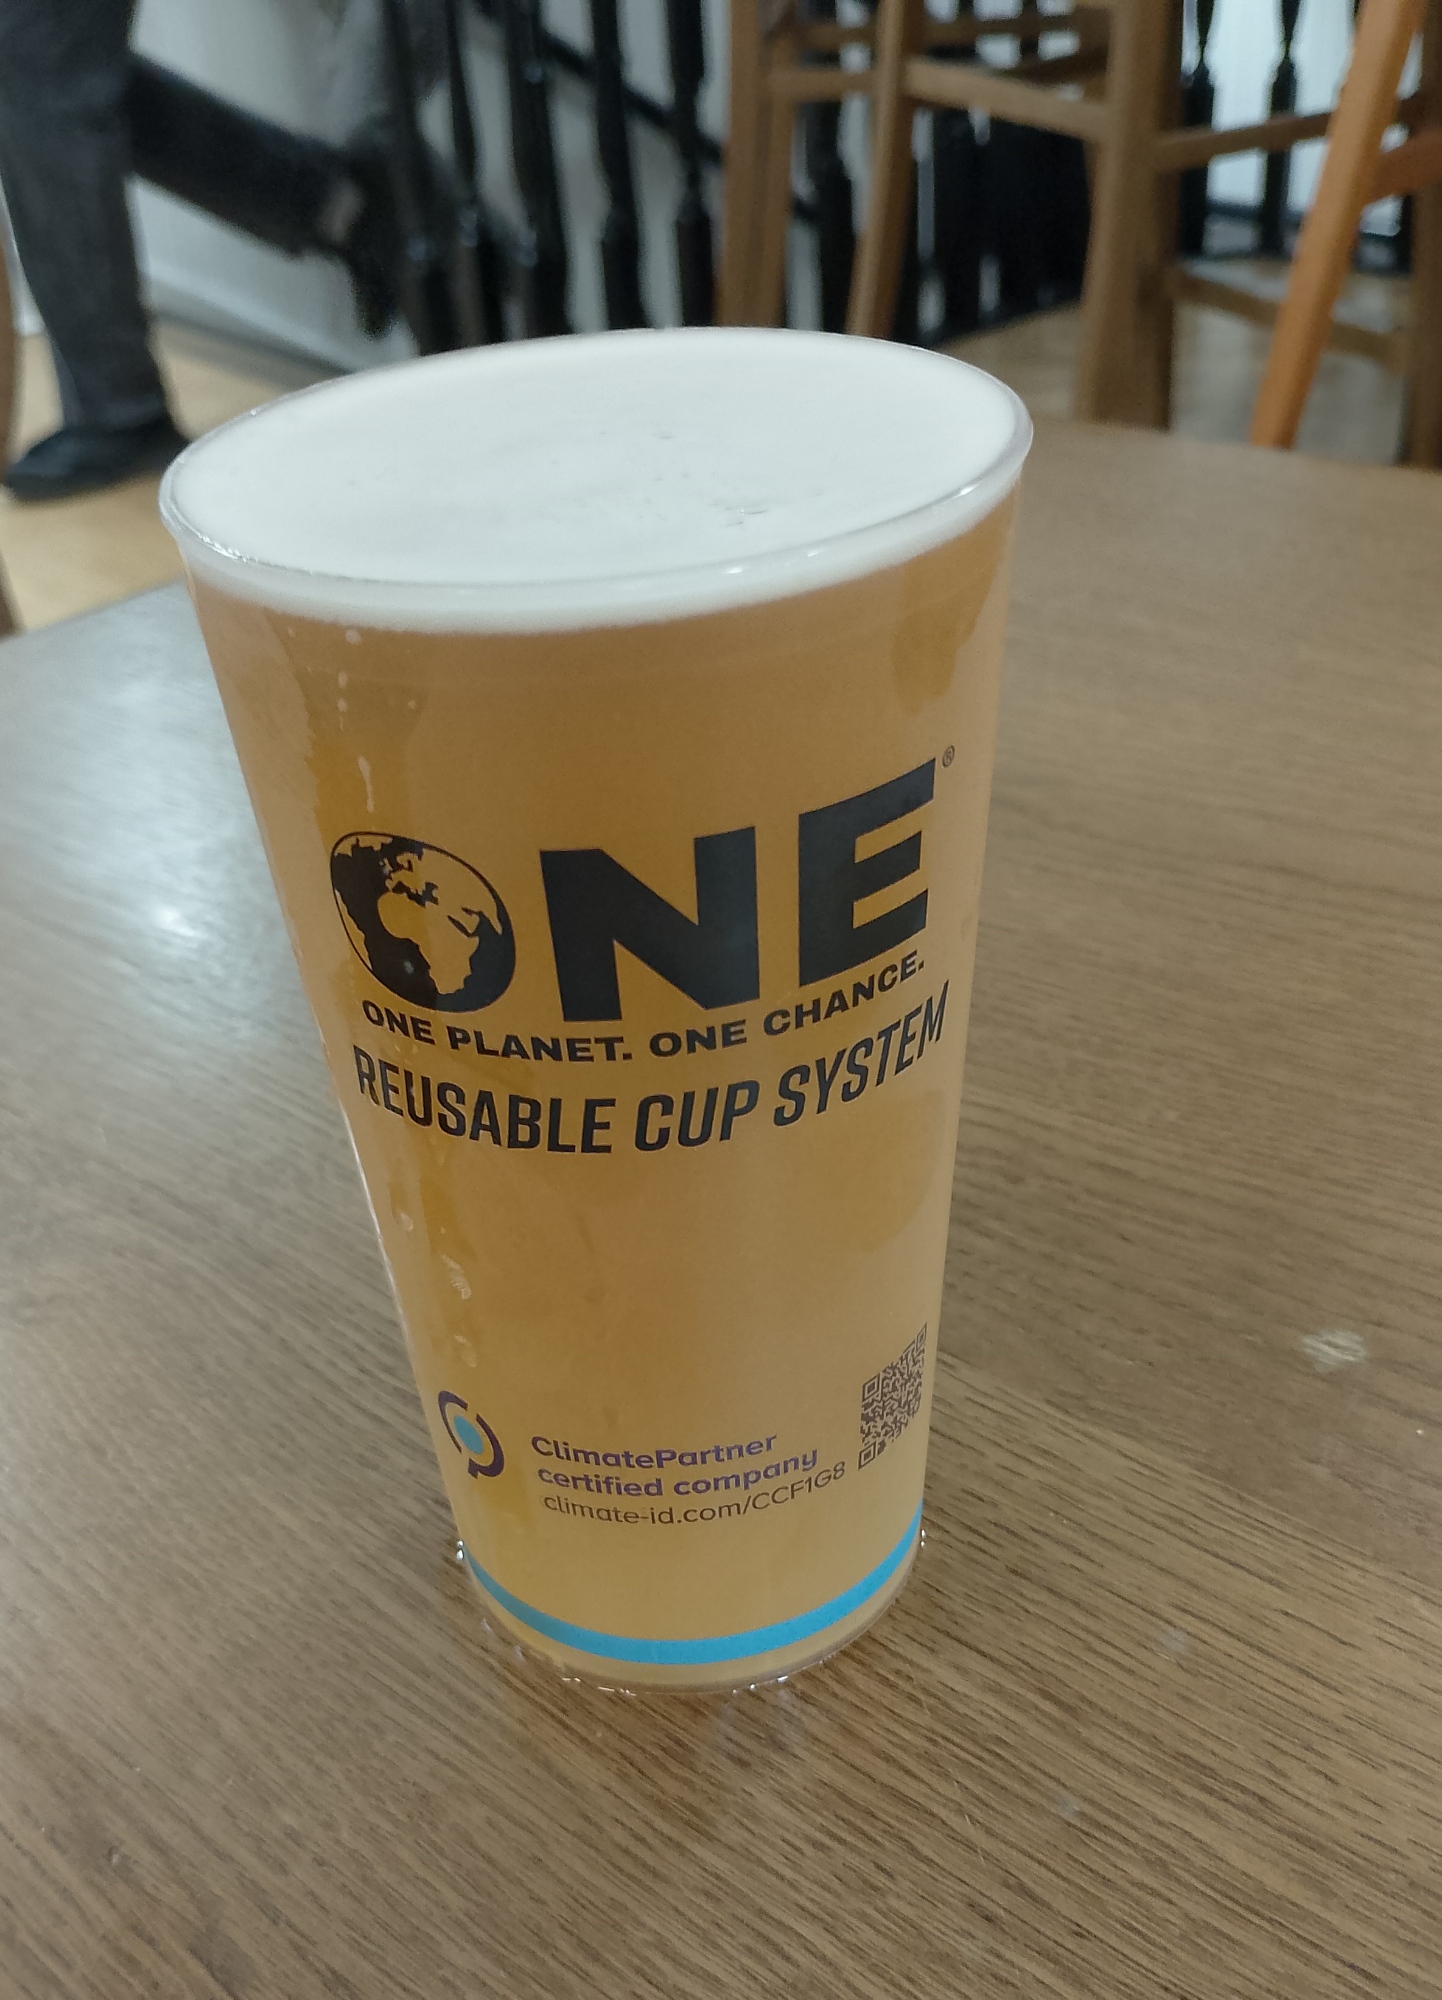 ONE®
ONE PLANET. ONE CHANCE.
REUSABLE CUP SYSTEM
ClimatePartner
certified company
climate-id.com/CCF1G8